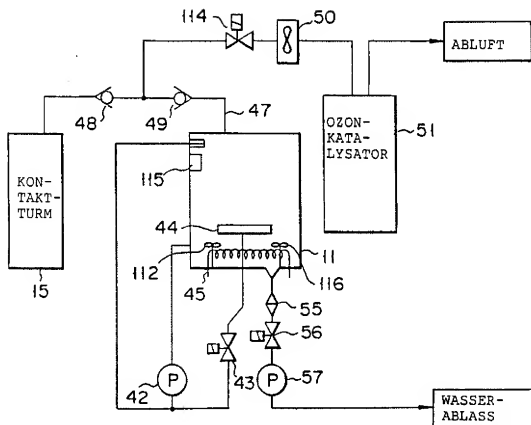 114
50
ABLUFT
48
49
47
OZON-
KATA-
LYSATOR
51
KON-
TAKT-
TURM
115
44
15
112
45
11
116
55
56
43
P
42
P
57
WASSER-
ABLASS